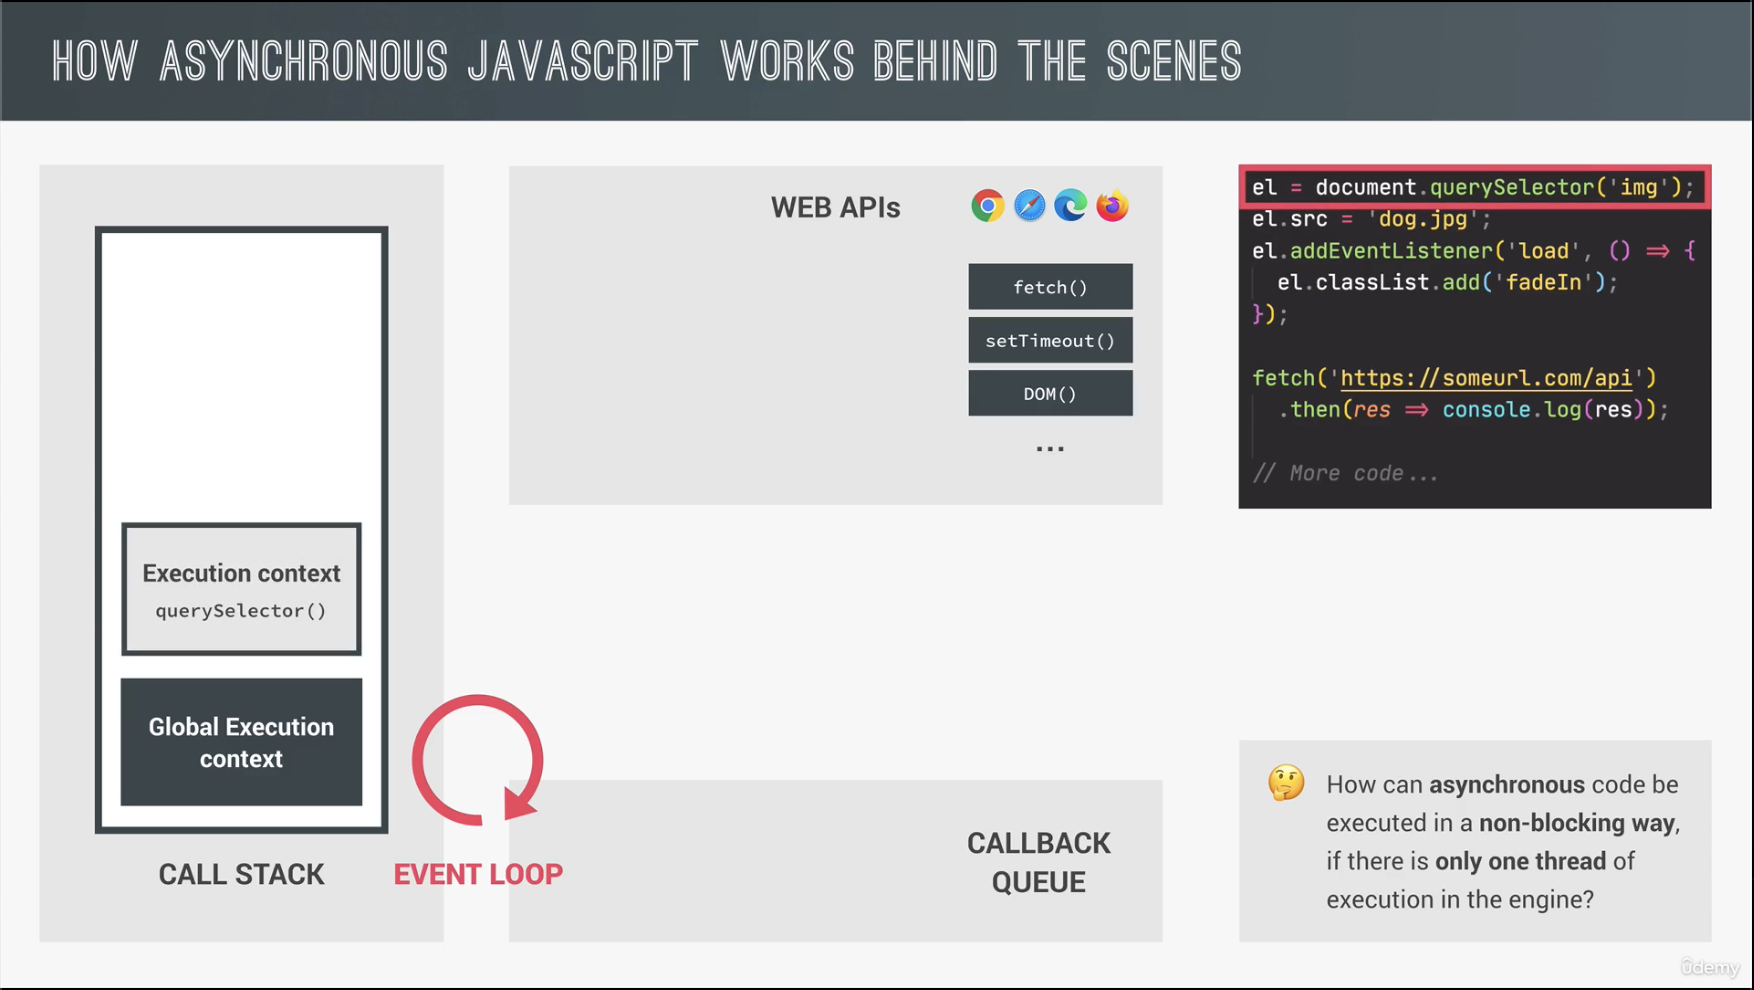 HOW ASYNCHRONOUS JAVASCRIPT WORKS BEHIND THE SCENES
Execution context
querySelector()
Global Execution
context
CALL STACK
EVENT LOOP
WEB APIs
fetch()
setTimeout()
DOM()
...
CALLBACK
QUEUE
el = document.querySelector('img');
el.src = 'dog.jpg';
el.addEventListener('load', () => {
el.classList.add('fadeIn');
});
fetch('https://someurl.com/api')
.then(res => console.log(res));
// More code...
How can asynchronous code be
executed in a non-blocking way,
if there is only one thread of
execution in the engine?
ûdemy